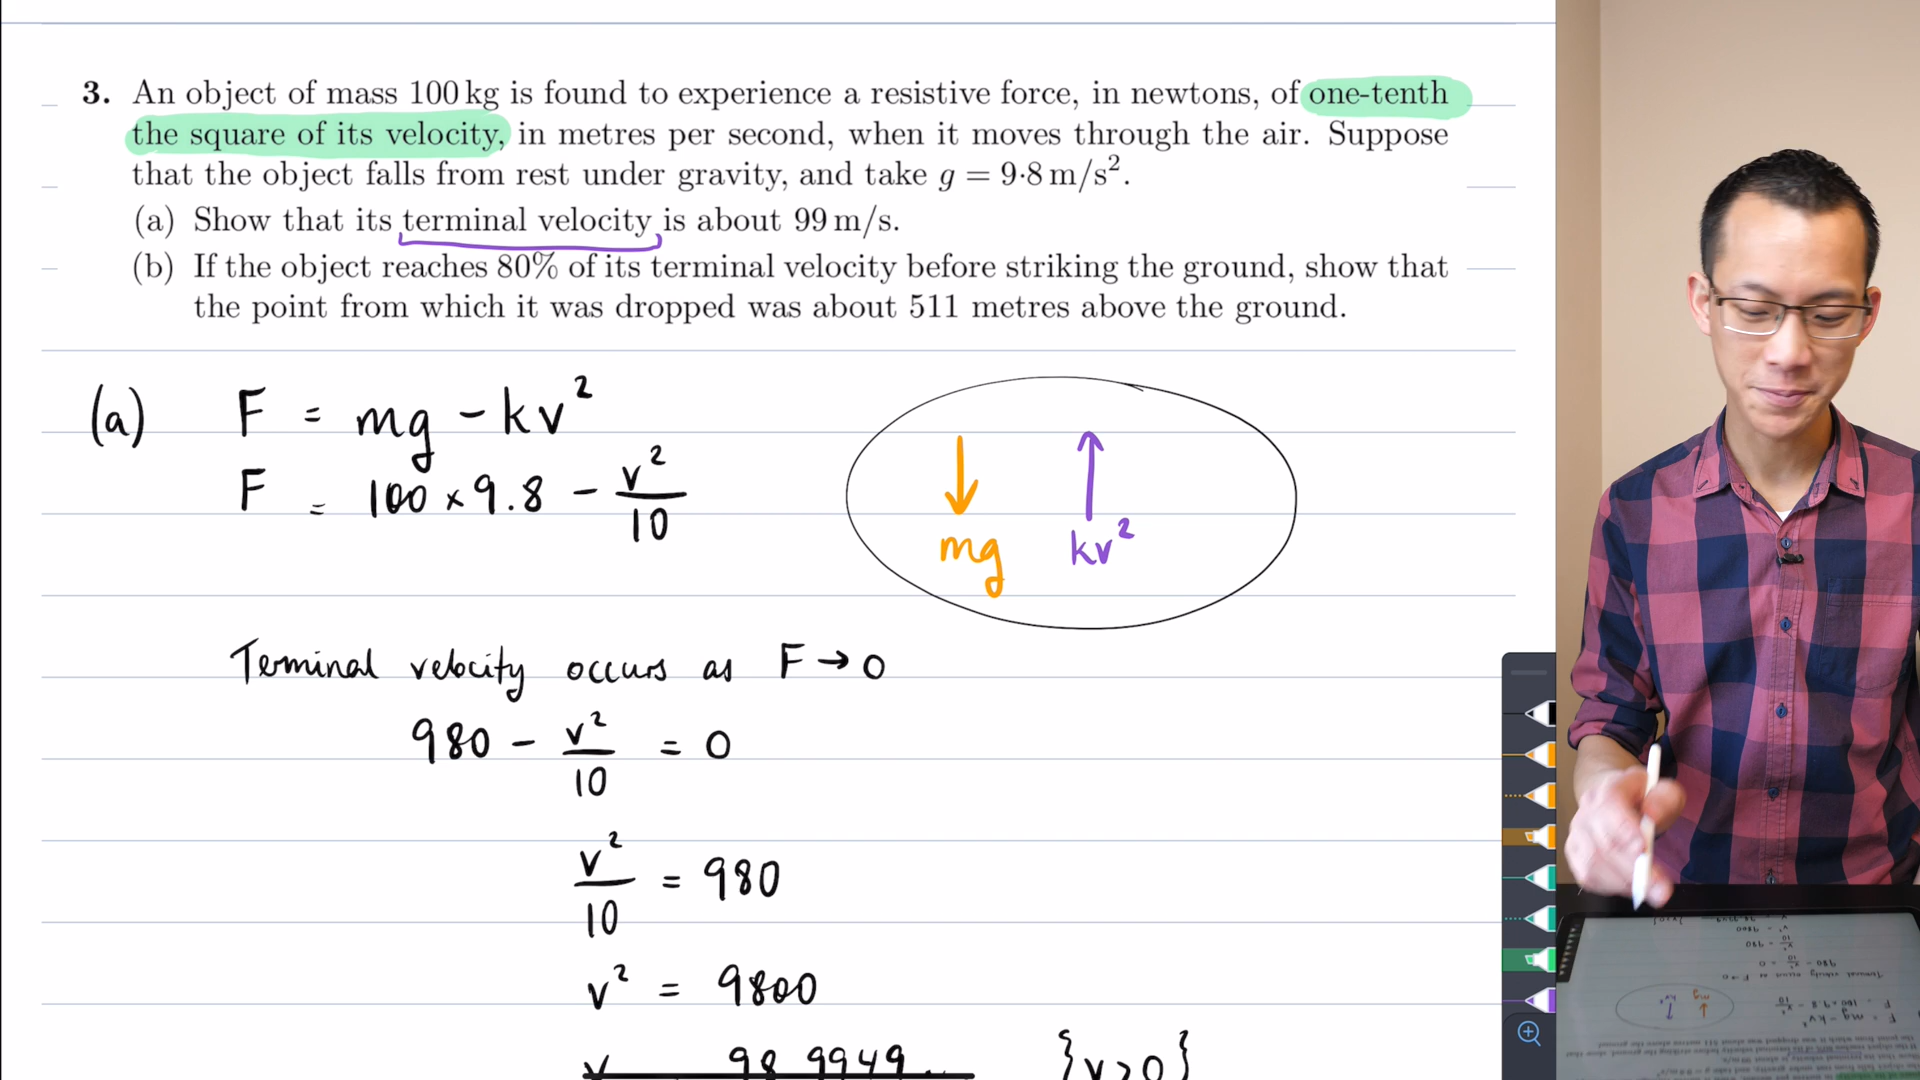 3. An object of mass 100 kg is found to experience a resistive force, in newtons, of one-tenth
the square of its velocity, in metres per second, when it moves through the air. Suppose
that the object falls from rest under gravity, and take g = 9·8 m/s².
(a) Show that its terminal velocity is about 99 m/s.
(b) If the object reaches 80% of its terminal velocity before striking the ground, show that
the point from which it was dropped was about 511 metres above the ground.
(a) F = mg - kv²
F = 100 × 9.8 - v²/10
mg kv²
Terminal velocity occurs as F → 0
980 - v²/10 = 0
v²/10 = 980
v² = 9800
v 98.9949... {v>0}